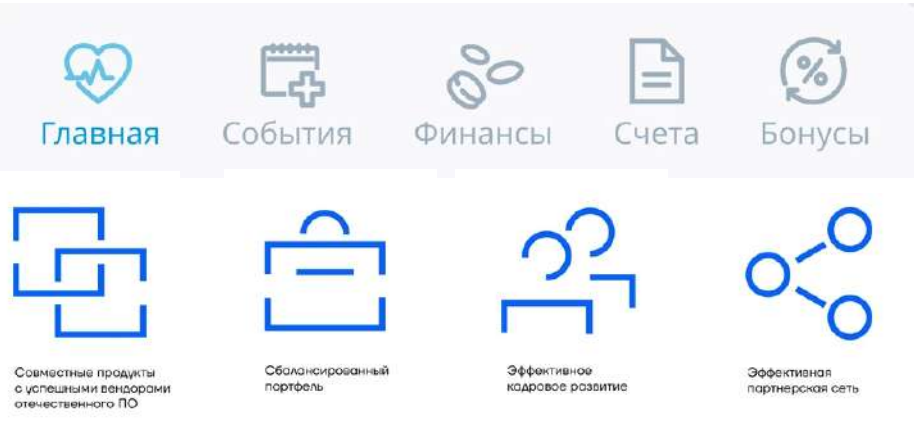 Главная
События
Финансы
Счета
Бонусы
Совместные продукты
с успешными вендорами
отечественного ПО
Сбалансированный
портфель
Эффективное
кадровое развитие
Эффективная
партнерская сеть